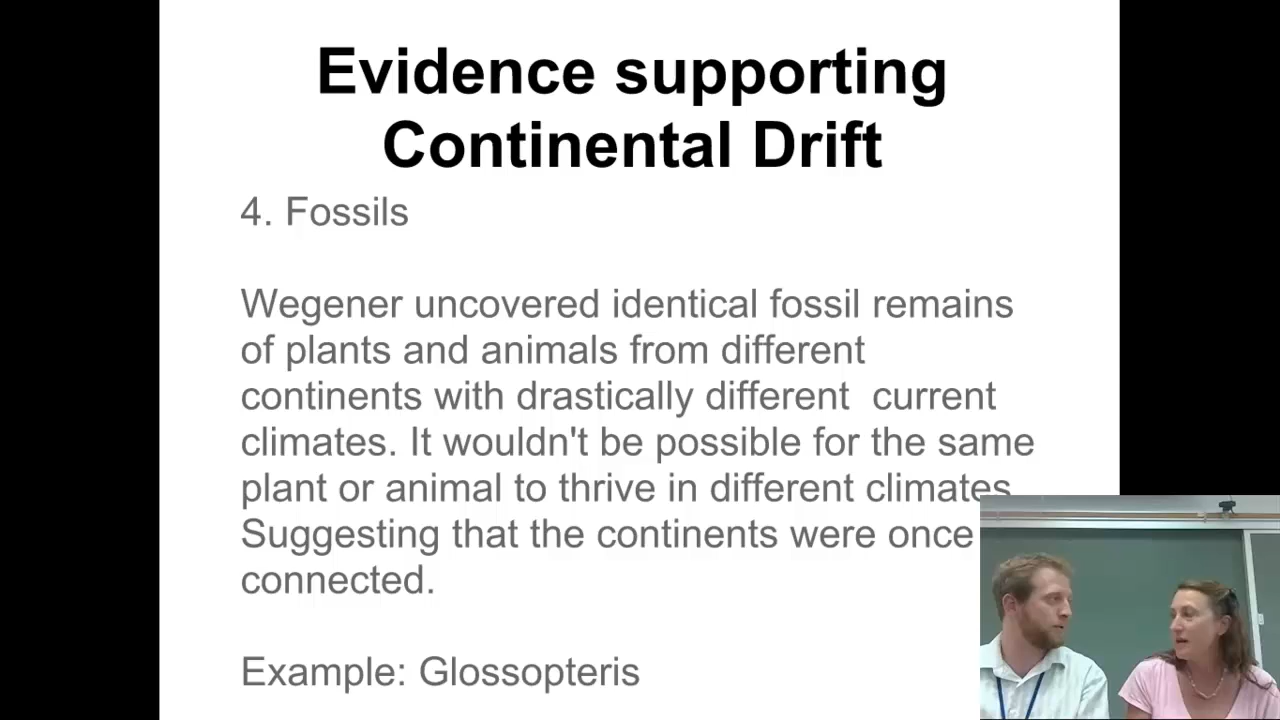 Evidence supporting
Continental Drift
4. Fossils
Wegener uncovered identical fossil remains
of plants and animals from different
continents with drastically different  current
climates. It wouldn't be possible for the same
plant or animal to thrive in different climates
Suggesting that the continents were once
connected.
Example: Glossopteris